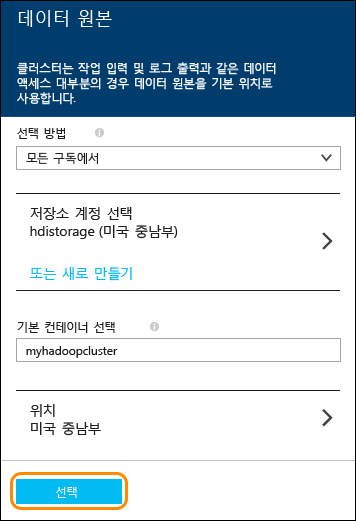 데이터 원본
클러스터는 작업 입력 및 로그 출력과 같은 데이터
액세스 대부분의 경우 데이터 원본을 기본 위치로
사용합니다.
선택 방법
모든 구독에서
저장소 계정 선택
hdistorage (미국 중남부)
또는 새로 만들기
기본 컨테이너 선택
myhadoopcluster
위치
미국 중남부
선택